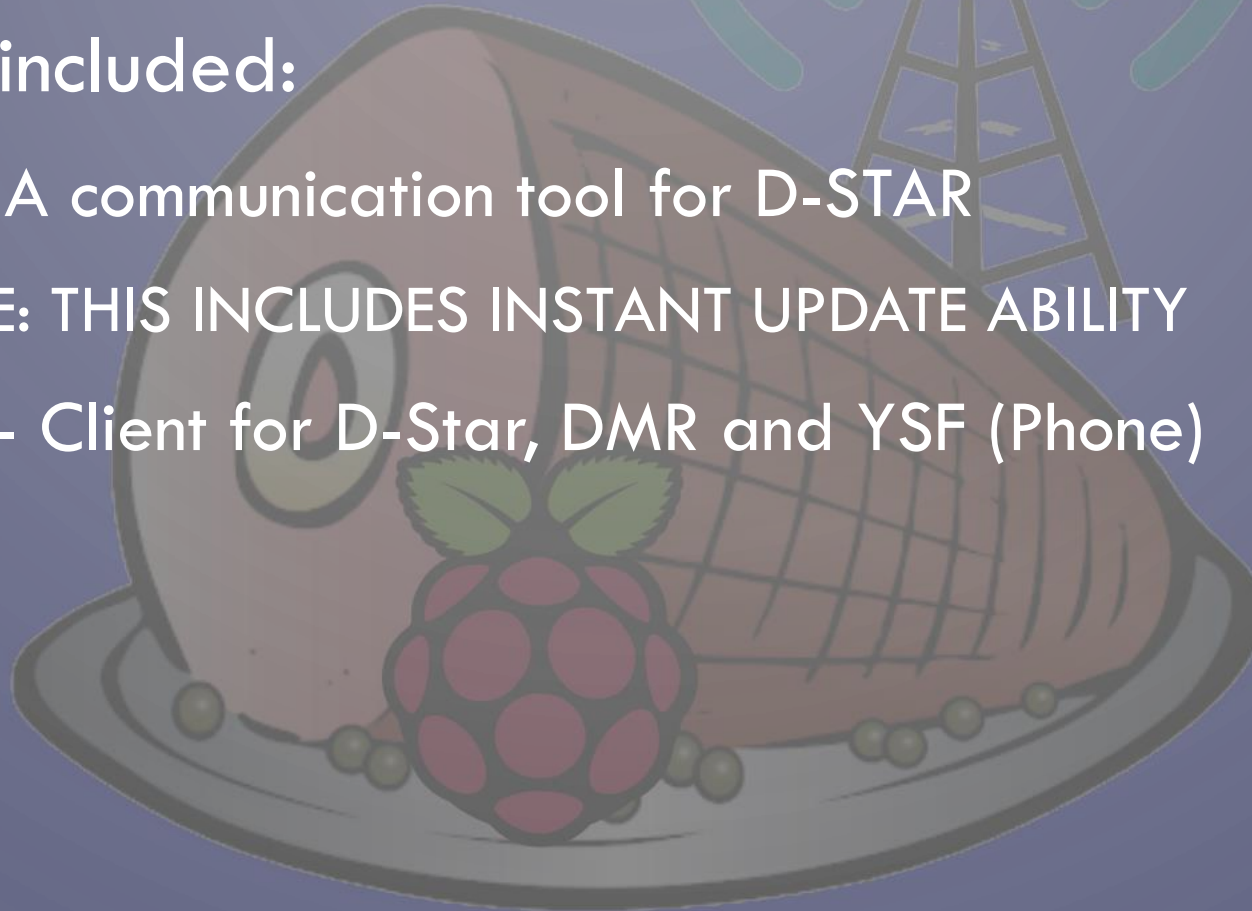 included:
A communication tool for D-STAR
E: THIS INCLUDES INSTANT UPDATE ABILITY
- Client for D-Star, DMR and YSF (Phone)